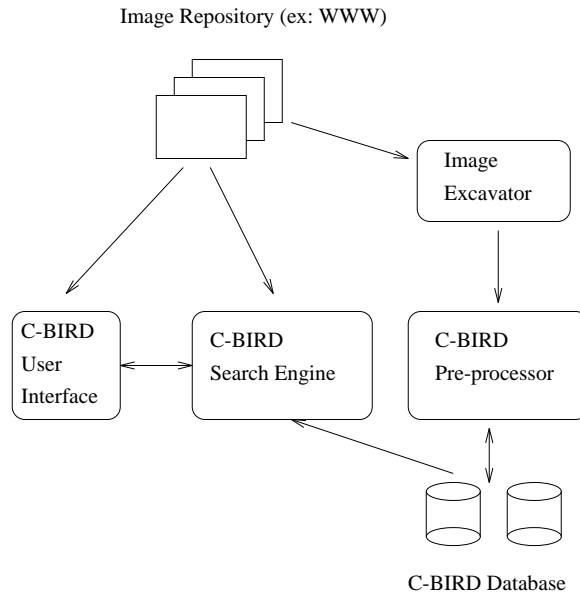 Image Repository (ex: WWW)
Image
Excavator
C-BIRD
User
Interface
C-BIRD
Search Engine
C-BIRD
Pre-processor
C-BIRD Database